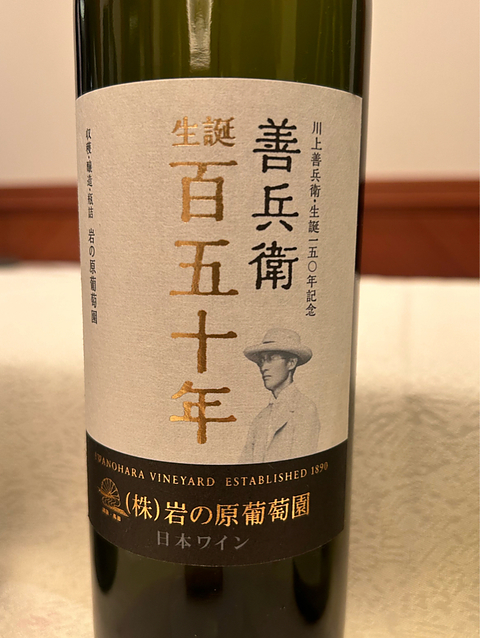 川上善兵衛・生誕一五〇年記念
善兵衛
生誕
百五十年
収穫・醸造・瓶詰 岩の原葡萄園
IWANOHARA VINEYARD ESTABLISHED 1890
(株)岩の原葡萄園
日本ワイン